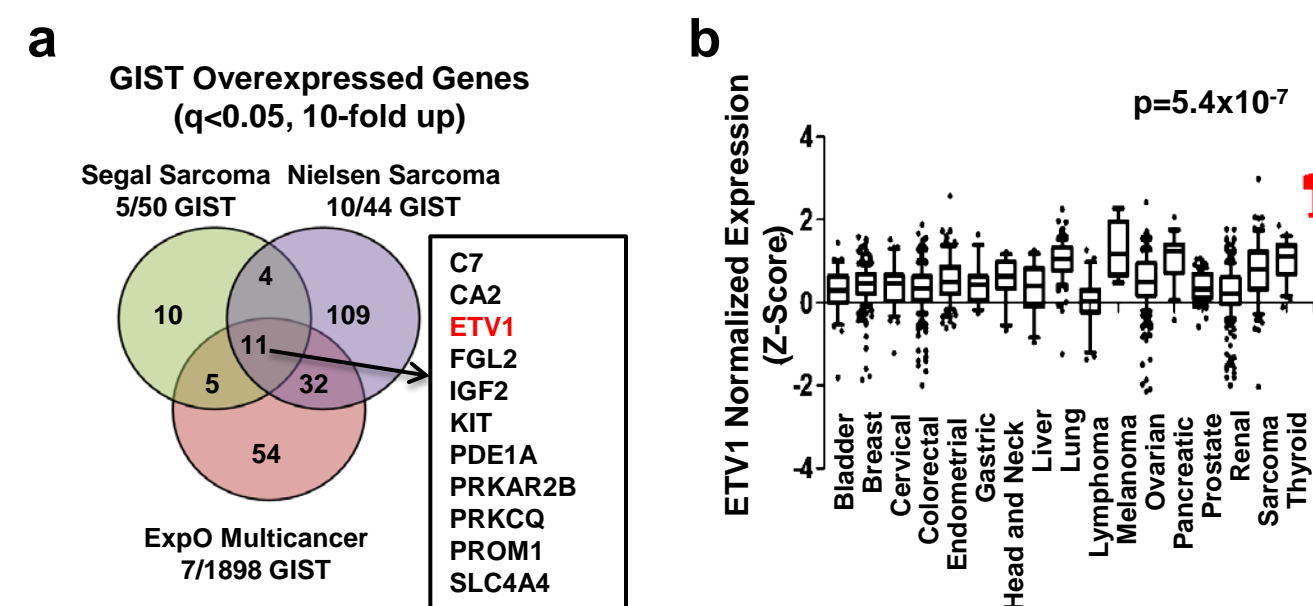 a
GIST Overexpressed Genes
(q<0.05, 10-fold up)
Segal Sarcoma
5/50 GIST
Nielsen Sarcoma
10/44 GIST
4
10
109
11
5
32
54
ExpO Multicancer
7/1898 GIST
C7
CA2
ETV1
FGL2
IGF2
KIT
PDE1A
PRKAR2B
PRKCQ
PROM1
SLC4A4
b
p=5.4x10-7
ETV1 Normalized Expression
(Z-Score)
4
2
0
-2
-4
Bladder
Breast
Cervical
Colorectal
Endometrial
Gastric
Head and Neck
Liver
Lung
Lymphoma
Melanoma
Ovarian
Pancreatic
Prostate
Renal
Sarcoma
Thyroid